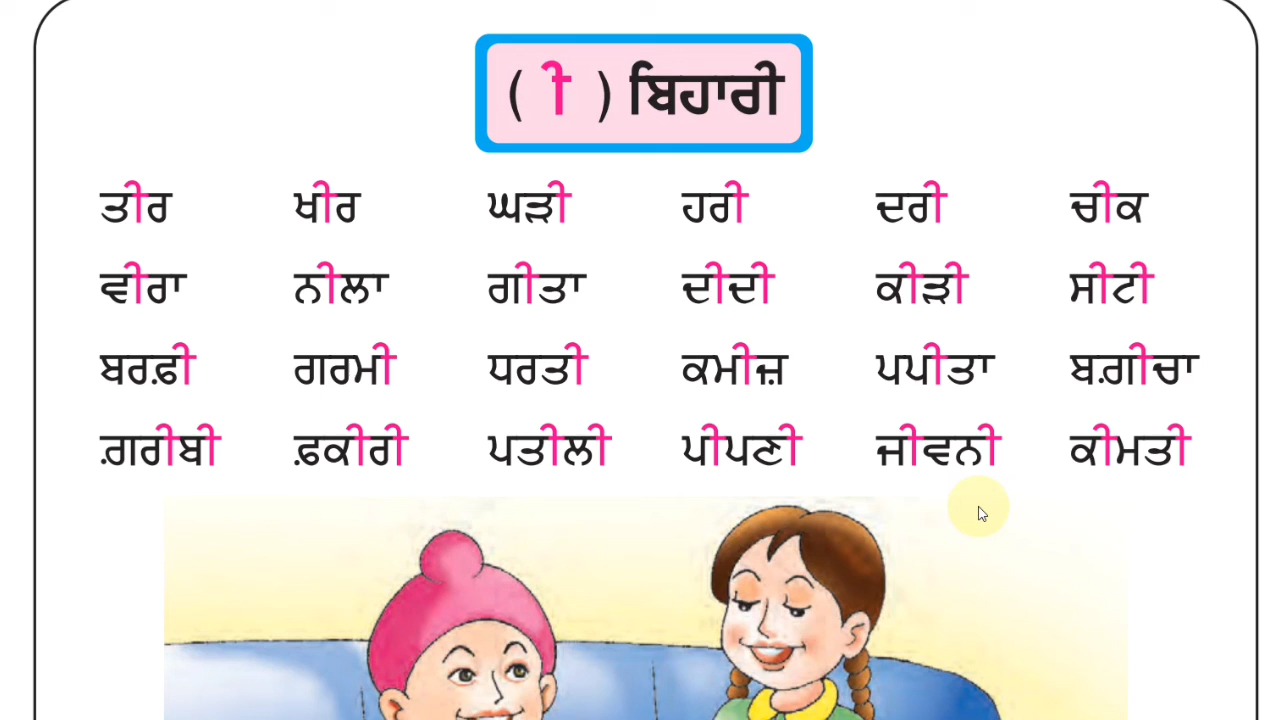 ( ੀ ) ਬਿਹਾਰੀ
ਤੀਰ ਖੀਰ ਘੜੀ ਹਰੀ ਦਰੀ ਚੀਕ
ਵੀਰਾ ਨੀਲਾ ਗੀਤਾ ਦੀਦੀ ਕੀੜੀ ਸੀਟੀ
ਬਰਫ਼ੀ ਗਰਮੀ ਧਰਤੀ ਕਮੀਜ਼ ਪਪੀਤਾ ਬਗ਼ੀਚਾ
ਗ਼ਰੀਬੀ ਫ਼ਕੀਰੀ ਪਤੀਲੀ ਪੀਪਣੀ ਜੀਵਨੀ ਕੀਮਤੀ